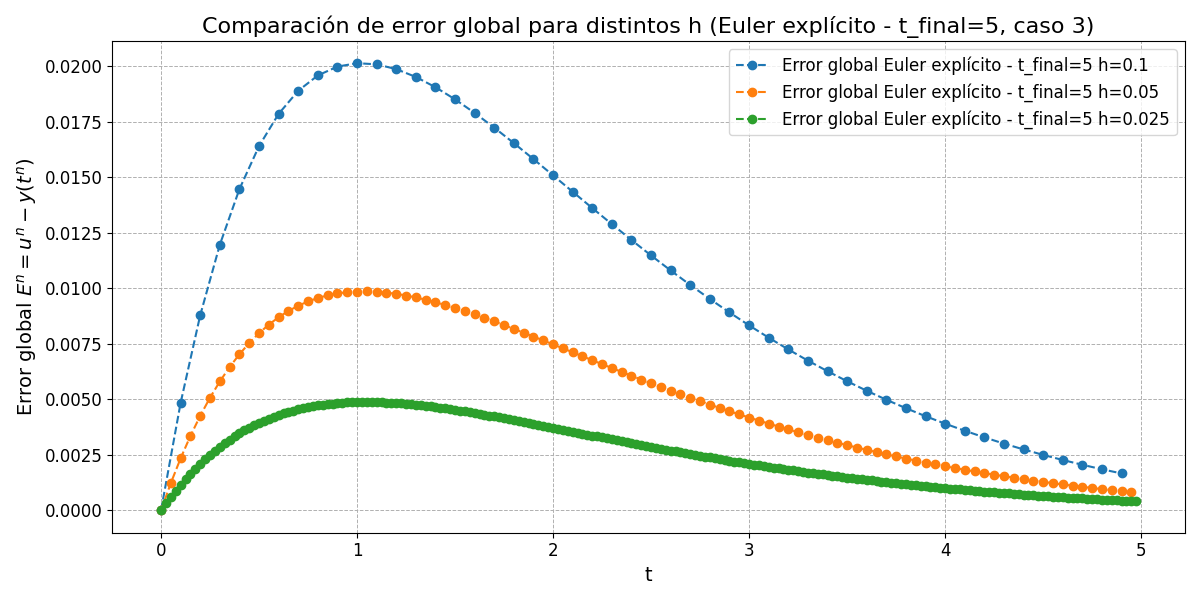 Comparación de error global para distintos h (Euler explícito - t_final=5, caso 3)
Error global Euler explícito - t_final=5 h=0.1
Error global Euler explícito - t_final=5 h=0.05
Error global Euler explícito - t_final=5 h=0.025
Error global $E^n = u^n - y(t^n)$
0.0200
0.0175
0.0150
0.0125
0.0100
0.0075
0.0050
0.0025
0.0000
0 1 2 3 4 5
t